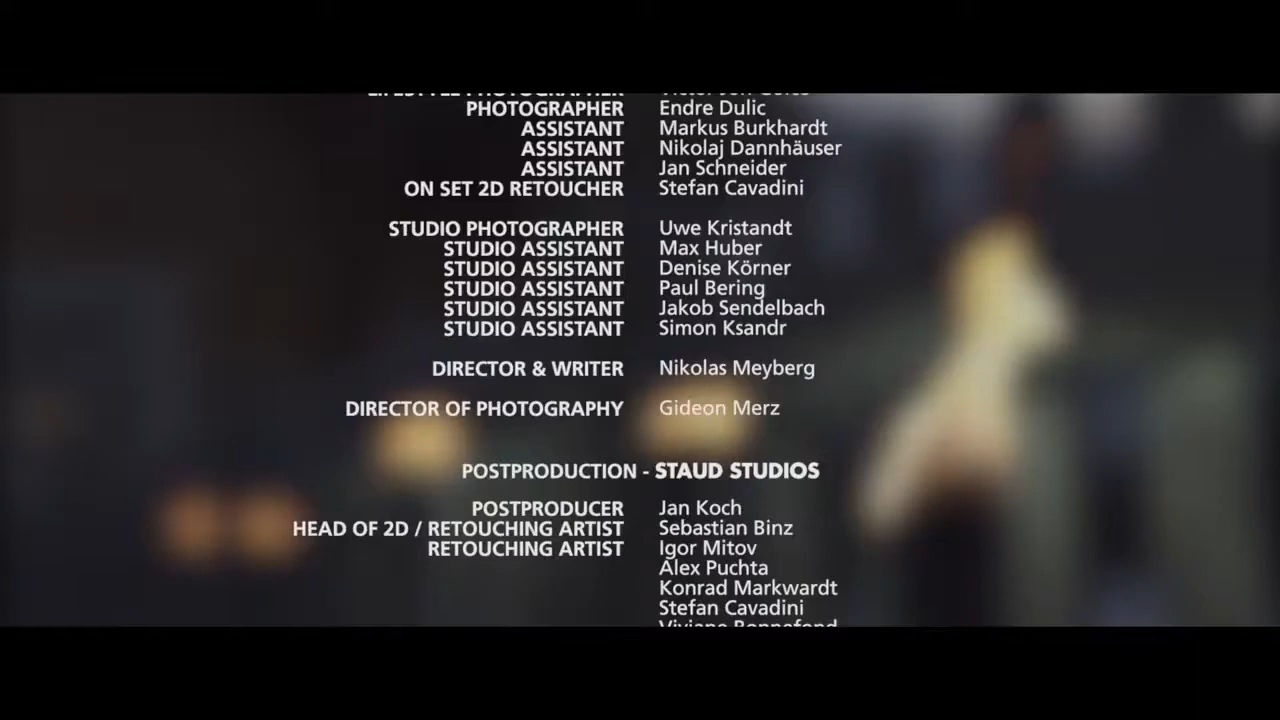 PHOTOGRAPHER Endre Dulic
ASSISTANT Markus Burkhardt
ASSISTANT Nikolaj Dannhäuser
ASSISTANT Jan Schneider
ON SET 2D RETOUCHER Stefan Cavadini
STUDIO PHOTOGRAPHER Uwe Kristandt
STUDIO ASSISTANT Max Huber
STUDIO ASSISTANT Denise Körner
STUDIO ASSISTANT Paul Bering
STUDIO ASSISTANT Jakob Sendelbach
STUDIO ASSISTANT Simon Ksandr
DIRECTOR & WRITER Nikolas Meyberg
DIRECTOR OF PHOTOGRAPHY Gideon Merz
POSTPRODUCTION - STAUD STUDIOS
POSTPRODUCER Jan Koch
HEAD OF 2D / RETOUCHING ARTIST Sebastian Binz
RETOUCHING ARTIST Igor Mitov
Alex Puchta
Konrad Markwardt
Stefan Cavadini